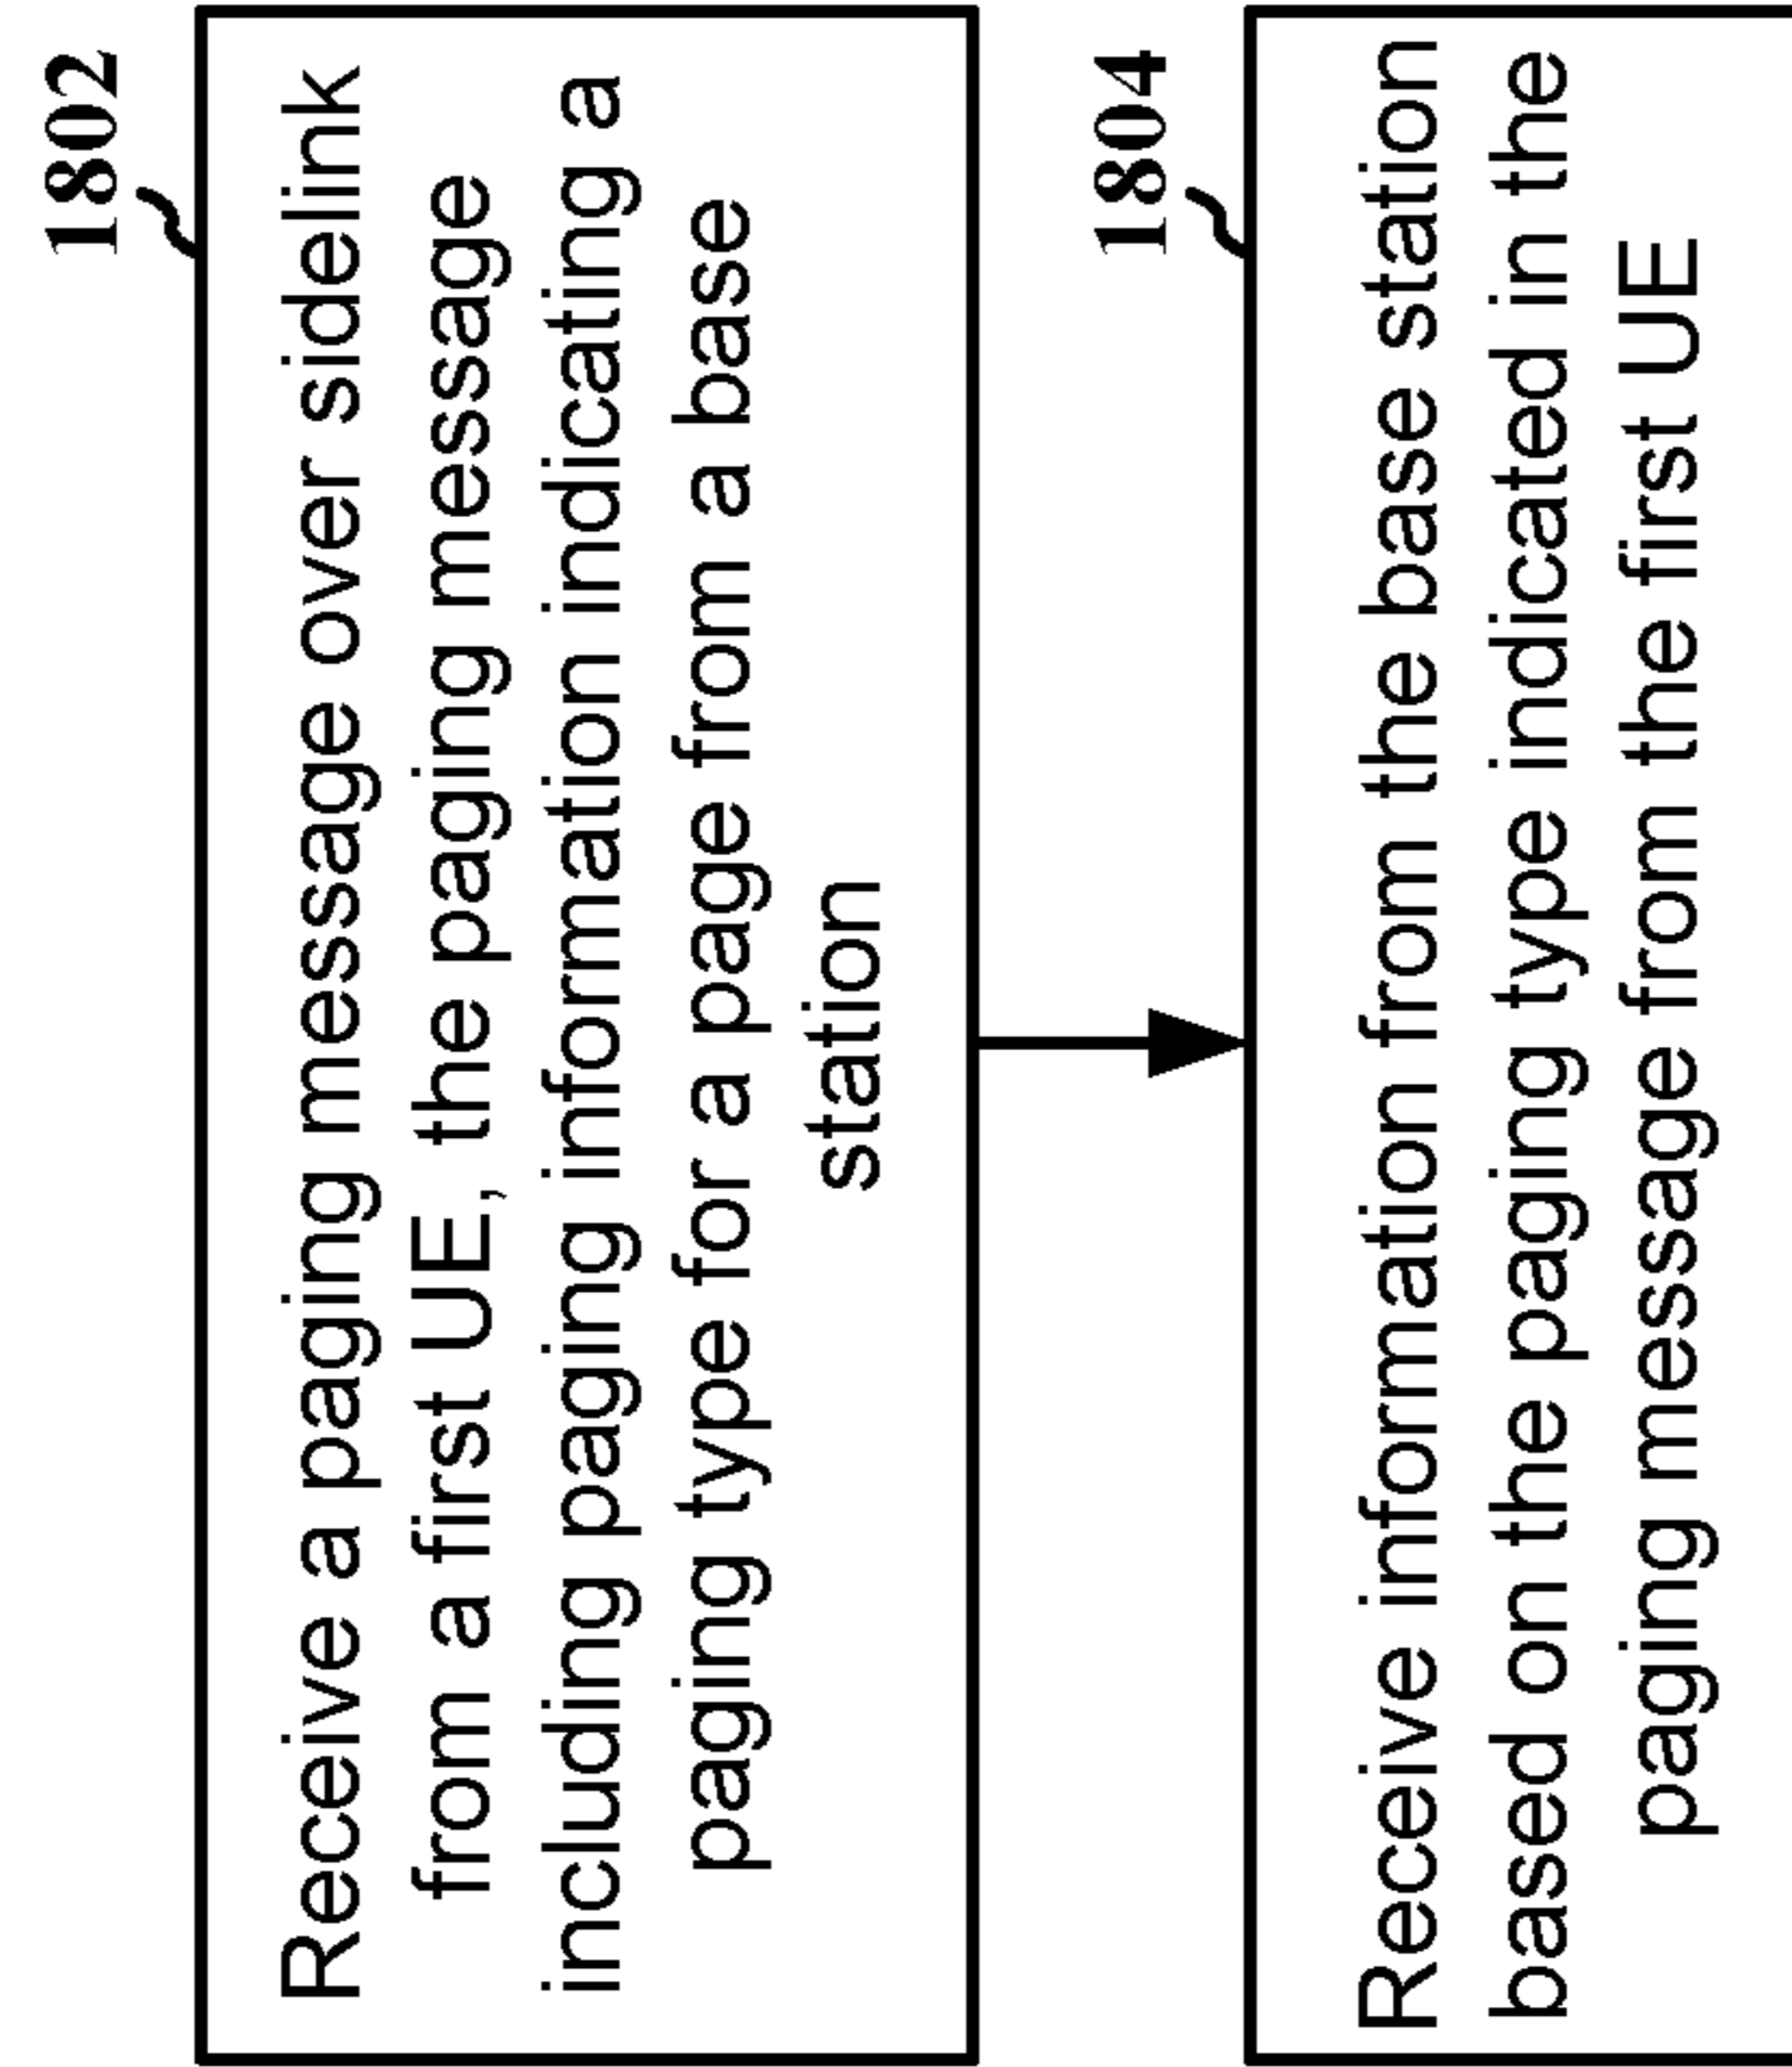 1802
Receive a paging message over sidelink
from a first UE, the paging message
including paging information indicating a
paging type for a page from a base
station
1804
Receive information from the base station
based on the paging type indicated in the
paging message from the first UE